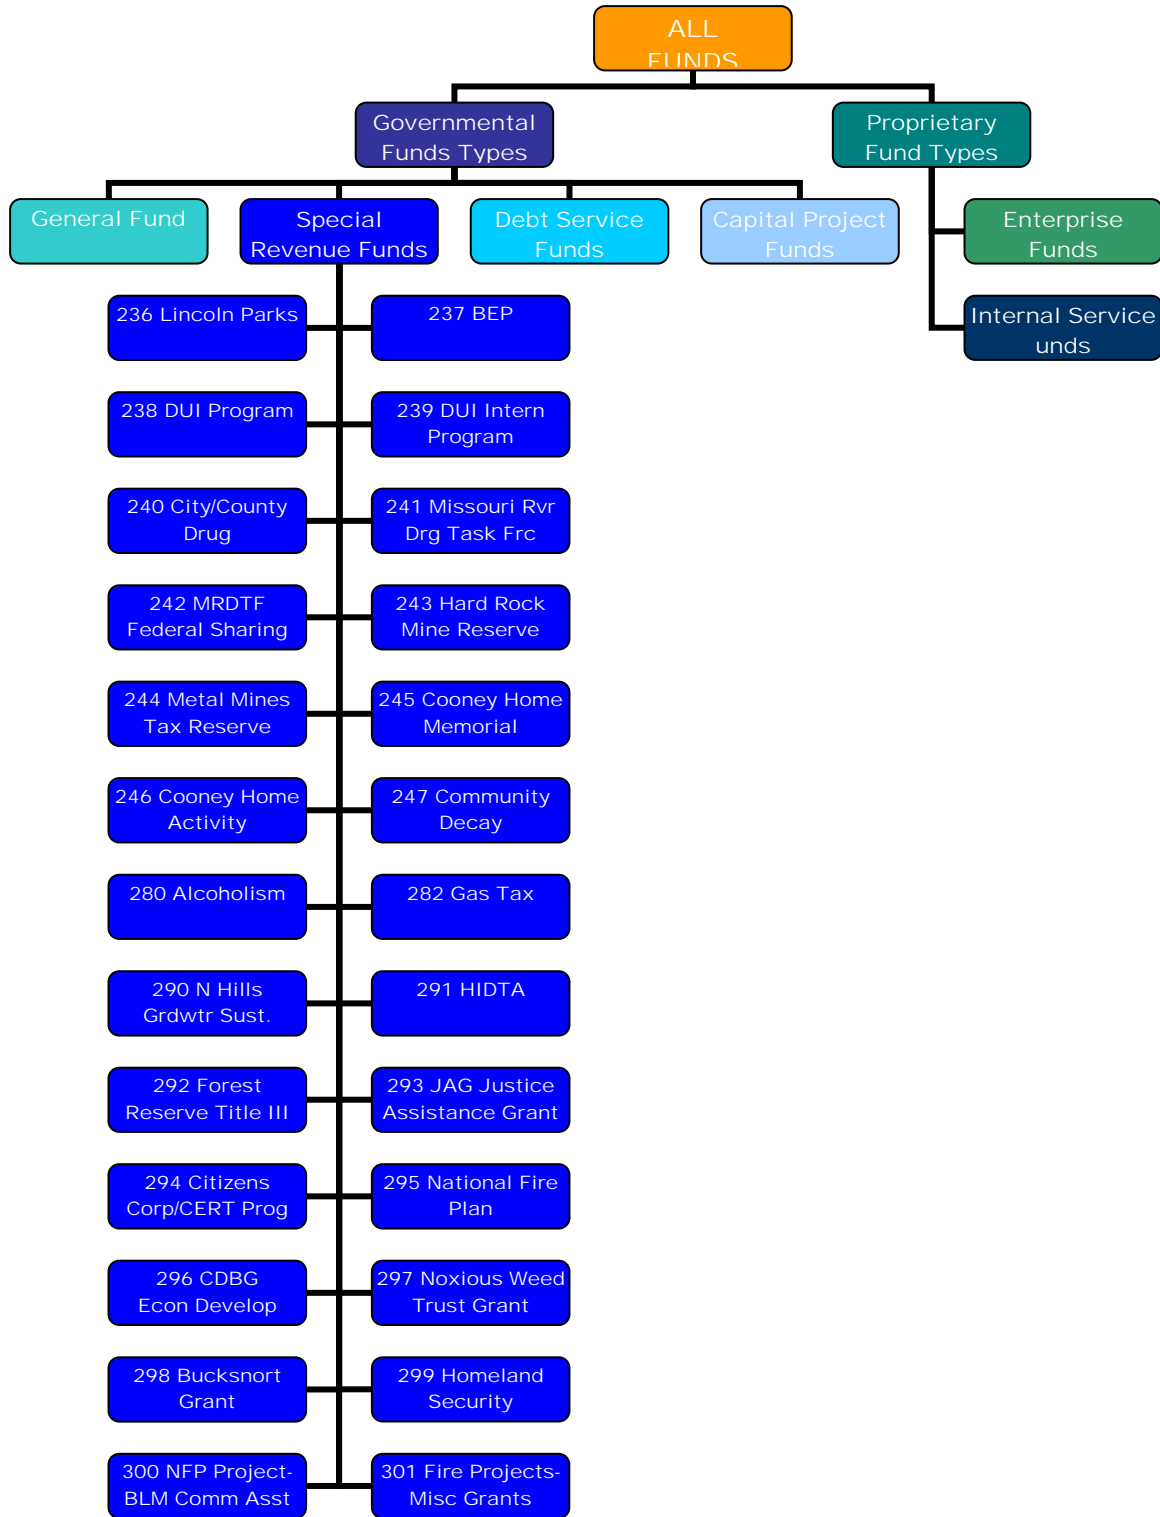 ALL
FUNDS
Governmental
Funds Types
Proprietary
Fund Types
General Fund
Special
Revenue Funds
Debt Service
Funds
Capital Project
Funds
Enterprise
Funds
Internal Service
unds
236 Lincoln Parks
237 BEP
238 DUI Program
239 DUI Intern
Program
240 City/County
Drug
241 Missouri Rvr
Drg Task Frc
242 MRDTF
Federal Sharing
243 Hard Rock
Mine Reserve
244 Metal Mines
Tax Reserve
245 Cooney Home
Memorial
246 Cooney Home
Activity
247 Community
Decay
280 Alcoholism
282 Gas Tax
290 N Hills
Grdwtr Sust.
291 HIDTA
292 Forest
Reserve Title III
293 JAG Justice
Assistance Grant
294 Citizens
Corp/CERT Prog
295 National Fire
Plan
296 CDBG
Econ Develop
297 Noxious Weed
Trust Grant
298 Bucksnort
Grant
299 Homeland
Security
300 NFP Project-
BLM Comm Asst
301 Fire Projects-
Misc Grants